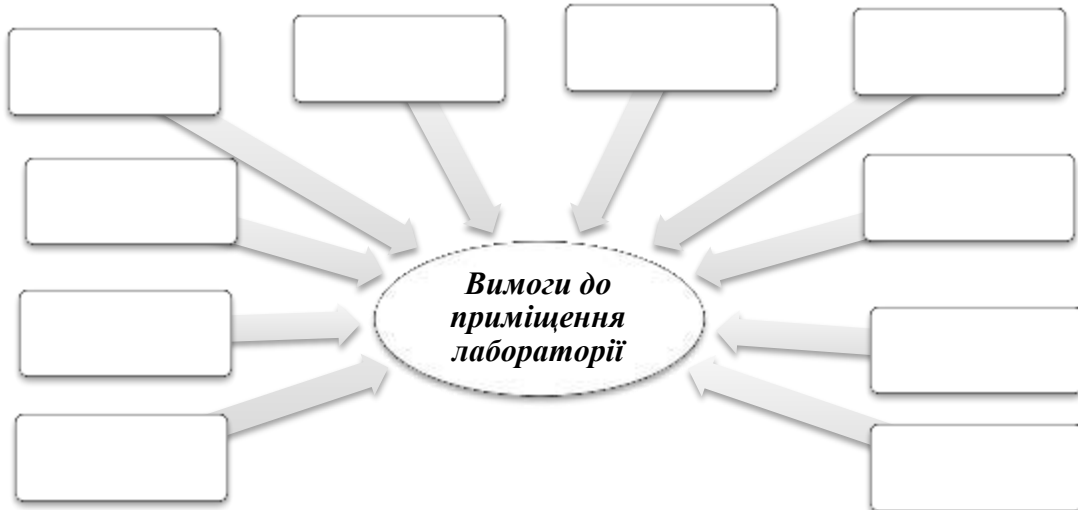 Вимоги до
приміщення
лабораторії